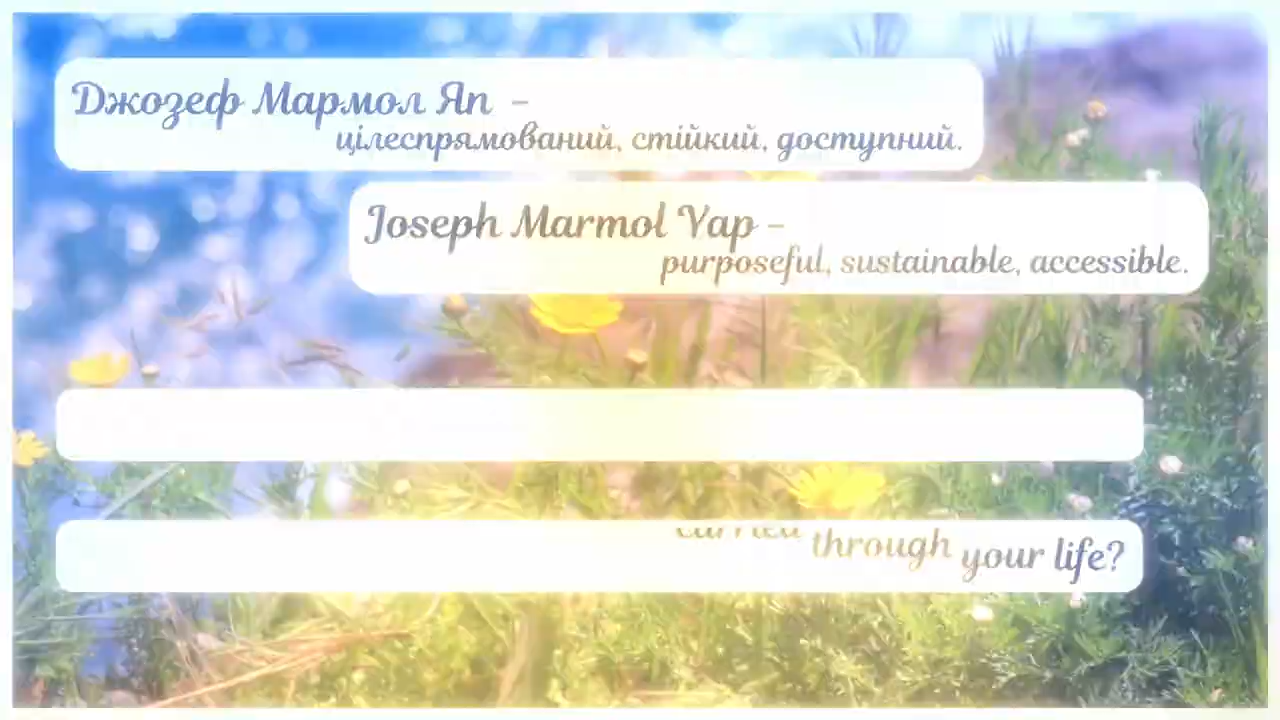 Джозеф Мармол Яп –
цілеспрямований, стійкий, доступний.
Joseph Marmol Yap –
purposeful, sustainable, accessible.
through your life?